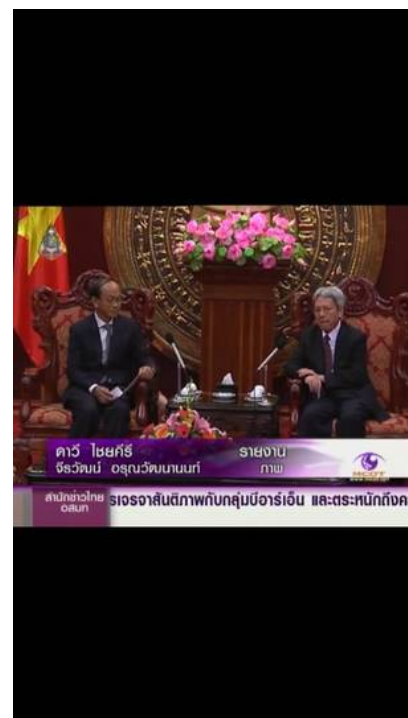 ดาวี ไชยคีรี รายงาน
จีรวัฒน์ อรุณวัฒนานนท์ ภาพ
MCOT
สำนักข่าวไทย
อสมท
รเจรจาสันติภาพกับกลุ่มบีอาร์เอ็น และตระหนักถึงค